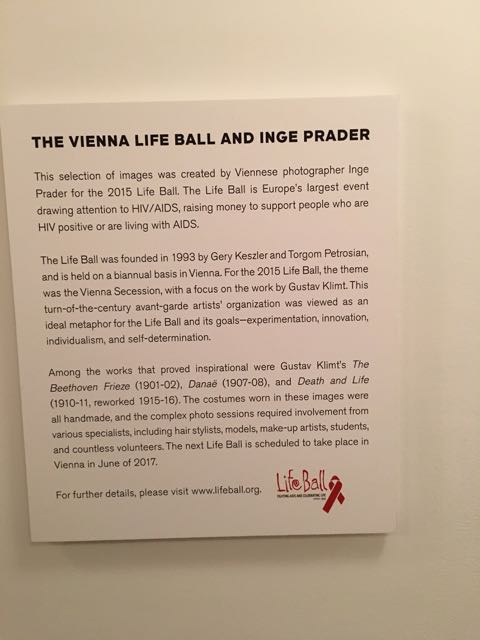 THE VIENNA LIFE BALL AND INGE PRADER
This selection of images was created by Viennese photographer Inge
Prader for the 2015 Life Ball. The Life Ball is Europe's largest event
drawing attention to HIV/AIDS, raising money to support people who are
HIV positive or are living with AIDS.
The Life Ball was founded in 1993 by Gery Keszler and Torgom Petrosian,
and is held on a biannual basis in Vienna. For the 2015 Life Ball, the theme
was the Vienna Secession, with a focus on the work by Gustav Klimt. This
turn-of-the-century avant-garde artists' organization was viewed as an
ideal metaphor for the Life Ball and its goals—experimentation, innovation,
individualism, and self-determination.
Among the works that proved inspirational were Gustav Klimt's The
Beethoven Frieze (1901-02), Danaë (1907-08), and Death and Life
(1910-11, reworked 1915-16). The costumes worn in these images were
all handmade, and the complex photo sessions required involvement from
various specialists, including hair stylists, models, make-up artists, students,
and countless volunteers. The next Life Ball is scheduled to take place in
Vienna in June of 2017.
For further details, please visit www.lifeball.org.
Life Ball
FIGHTING AIDS AND CELEBRATING LIFE